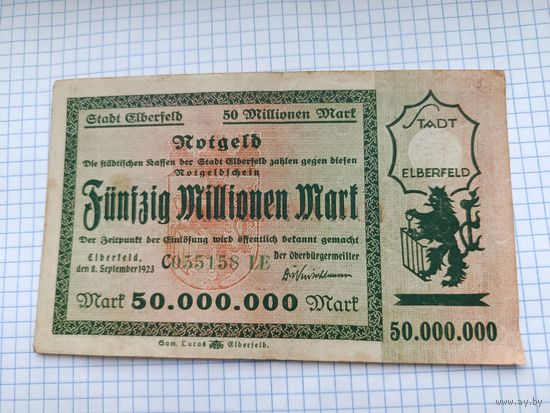 Stadt Elberfeld 50 Millionen Mark
Notgeld
Die städtischen Kassen der Stadt Elberfeld zahlen gegen diesen
Notgeldschein
Fünfzig Millionen Mark
Der Zeitpunkt der Einlösung wird öffentlich bekannt gemacht
Elberfeld,
den 8. September 1923
C055158 LE
Der Oberbürgermeister
Mark 50.000.000 Mark
Sam. Lucas Elberfeld.
STADT
ELBERFELD
50.000.000
www.ay.by